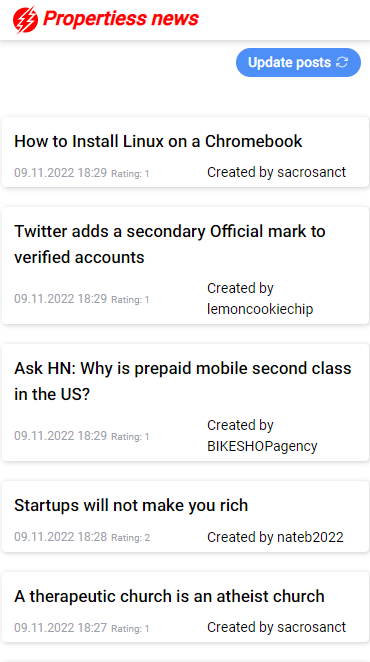 Propertiess news
Update posts
How to Install Linux on a Chromebook
09.11.2022 18:29 Rating: 1
Created by sacrosanct
Twitter adds a secondary Official mark to
verified accounts
09.11.2022 18:29 Rating: 1
Created by
lemoncookiechip
Ask HN: Why is prepaid mobile second class
in the US?
09.11.2022 18:29 Rating: 1
Created by
BIKESHOPagency
Startups will not make you rich
09.11.2022 18:28 Rating: 2
Created by nateb2022
A therapeutic church is an atheist church
09.11.2022 18:27 Rating: 1
Created by sacrosanct